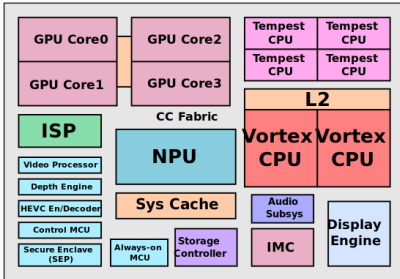 GPU Core0
GPU Core2
GPU Core1
GPU Core3
Tempest
CPU
Tempest
CPU
Tempest
CPU
Tempest
CPU
L2
Vortex
CPU
Vortex
CPU
CC Fabric
ISP
NPU
Video Processor
Depth Engine
HEVC En/Decoder
Control MCU
Secure Enclave
(SEP)
Sys Cache
Always-on
MCU
Storage
Controller
Audio
Subsys
IMC
Display
Engine